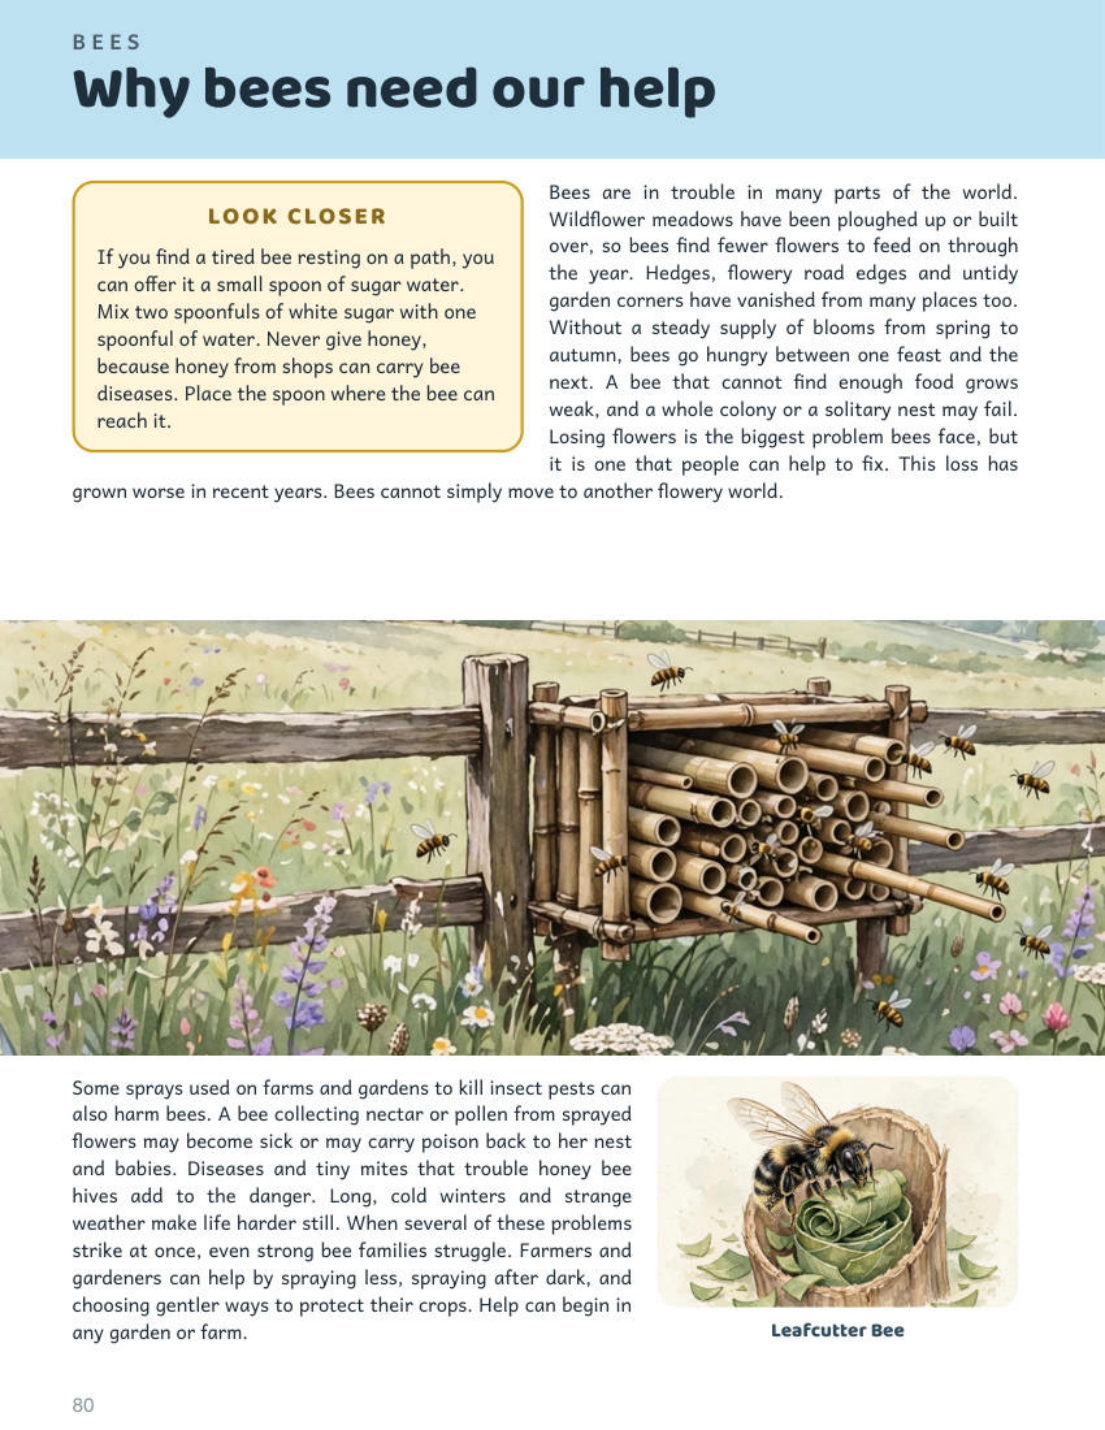 BEES
Why bees need our help
LOOK CLOSER
If you find a tired bee resting on a path, you
can offer it a small spoon of sugar water.
Mix two spoonfuls of white sugar with one
spoonful of water. Never give honey,
because honey from shops can carry bee
diseases. Place the spoon where the bee can
reach it.
Bees are in trouble in many parts of the world.
Wildflower meadows have been ploughed up or built
over, so bees find fewer flowers to feed on through
the year. Hedges, flowery road edges and untidy
garden corners have vanished from many places too.
Without a steady supply of blooms from spring to
autumn, bees go hungry between one feast and the
next. A bee that cannot find enough food grows
weak, and a whole colony or a solitary nest may fail.
Losing flowers is the biggest problem bees face, but
it is one that people can help to fix. This loss has
grown worse in recent years. Bees cannot simply move to another flowery world.
Some sprays used on farms and gardens to kill insect pests can
also harm bees. A bee collecting nectar or pollen from sprayed
flowers may become sick or may carry poison back to her nest
and babies. Diseases and tiny mites that trouble honey bee
hives add to the danger. Long, cold winters and strange
weather make life harder still. When several of these problems
strike at once, even strong bee families struggle. Farmers and
gardeners can help by spraying less, spraying after dark, and
choosing gentler ways to protect their crops. Help can begin in
any garden or farm.
Leafcutter Bee
80